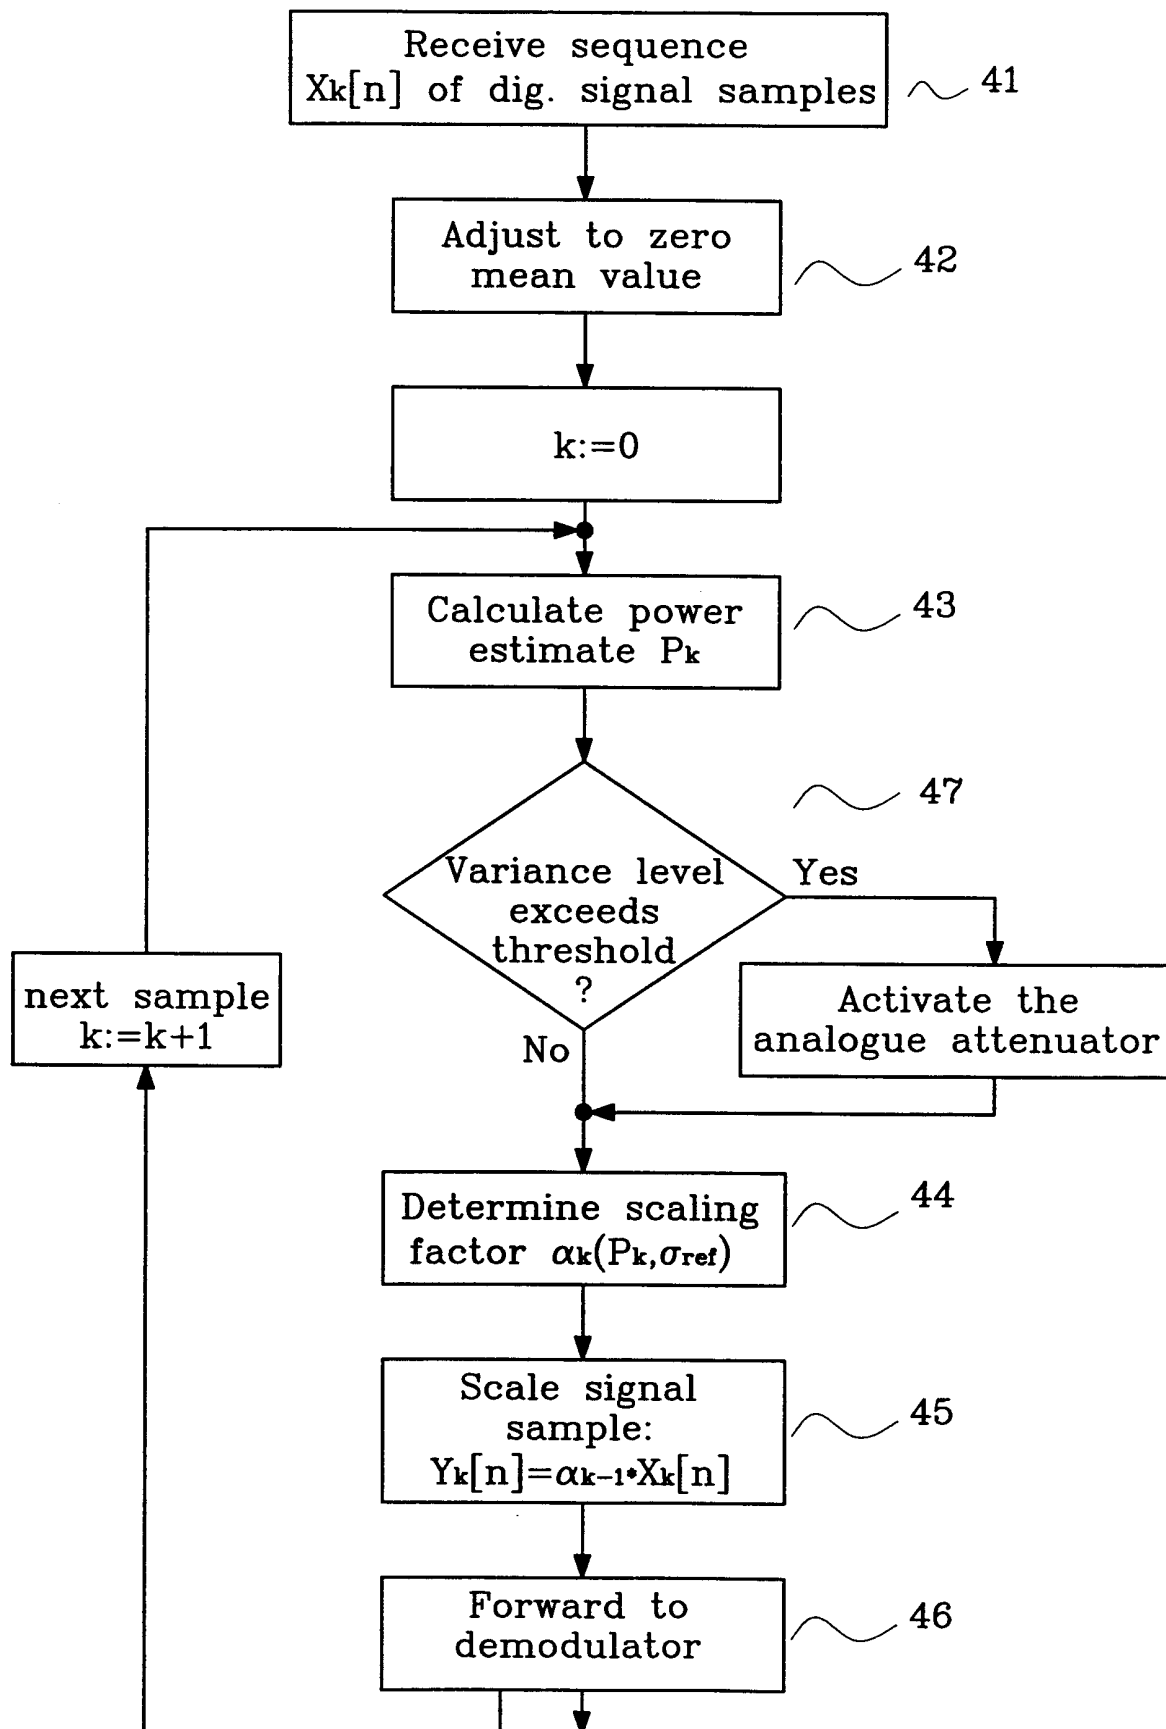 Receive sequence
Xk[n] of dig. signal samples
41
Adjust to zero
mean value
42
k:=0
Calculate power
estimate Pk
43
47
Variance level
exceeds
threshold
?
Yes
No
Activate the
analogue attenuator
next sample
k:=k+1
Determine scaling
factor αk(Pk,σref)
44
Scale signal
sample:
Yk[n]=αk-1*Xk[n]
45
Forward to
demodulator
46